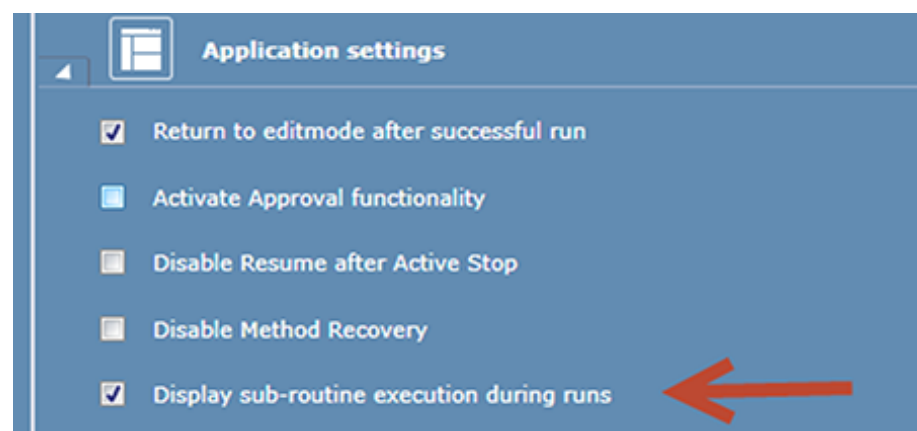 Application settings
Return to editmode after successful run
Activate Approval functionality
Disable Resume after Active Stop
Disable Method Recovery
Display sub-routine execution during runs